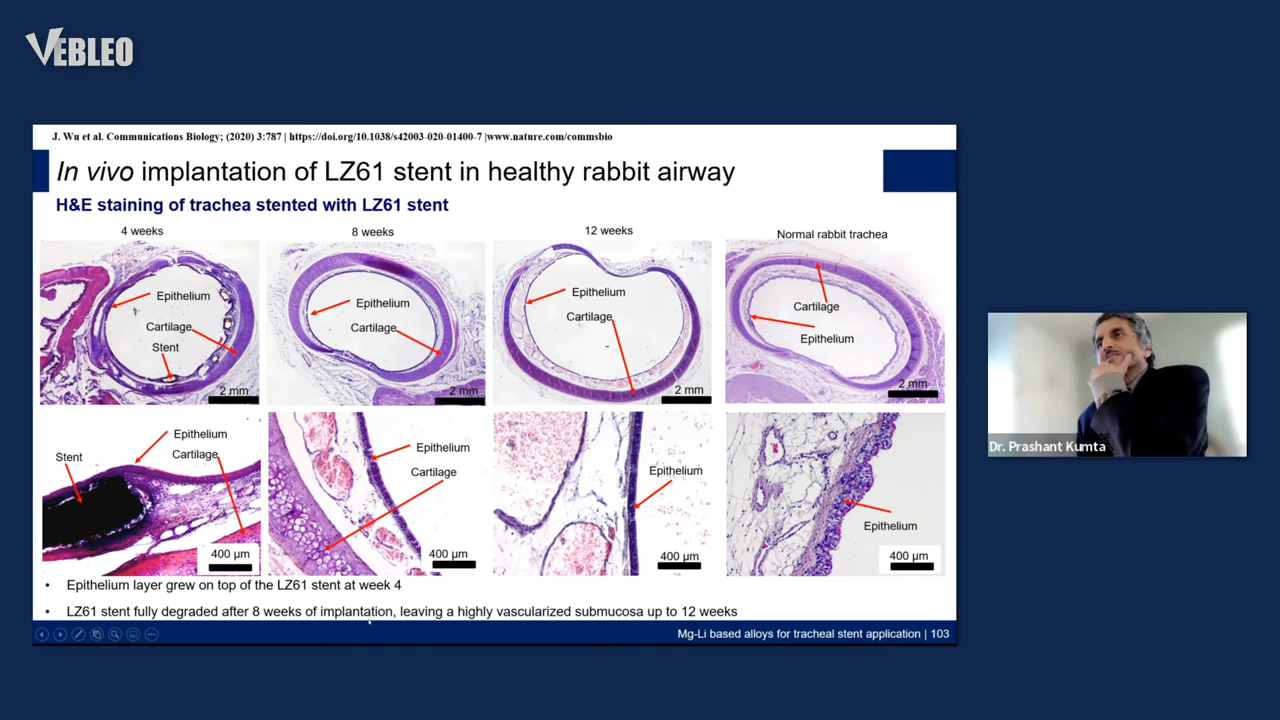 VEBLEO
J. Wu et al. Communications Biology; (2020) 3:787 | https://doi.org/10.1038/s42003-020-01400-7 |www.nature.com/commsbio
In vivo implantation of LZ61 stent in healthy rabbit airway
H&E staining of trachea stented with LZ61 stent
4 weeks
8 weeks
12 weeks
Normal rabbit trachea
Epithelium
Cartilage
Stent
2 mm
Epithelium
Cartilage
2 mm
Epithelium
Cartilage
2 mm
Cartilage
Epithelium
2 mm
Epithelium
Cartilage
Stent
400 μm
Epithelium
Cartilage
400 μm
Epithelium
400 μm
Epithelium
400 μm
• Epithelium layer grew on top of the LZ61 stent at week 4
• LZ61 stent fully degraded after 8 weeks of implantation, leaving a highly vascularized submucosa up to 12 weeks
Mg-Li based alloys for tracheal stent application | 103
Dr. Prashant Kumta